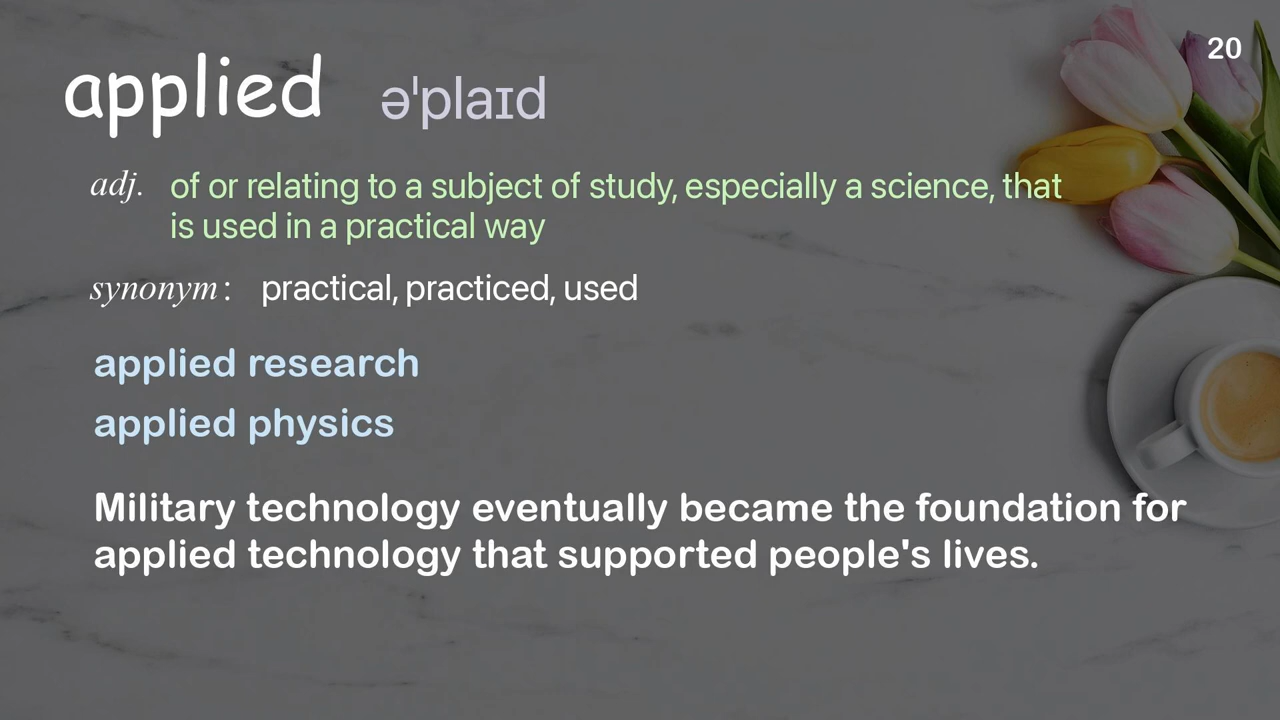 20
applied əˈplaɪd
adj. of or relating to a subject of study, especially a science, that
is used in a practical way
synonym : practical, practiced, used
applied research
applied physics
Military technology eventually became the foundation for
applied technology that supported people's lives.